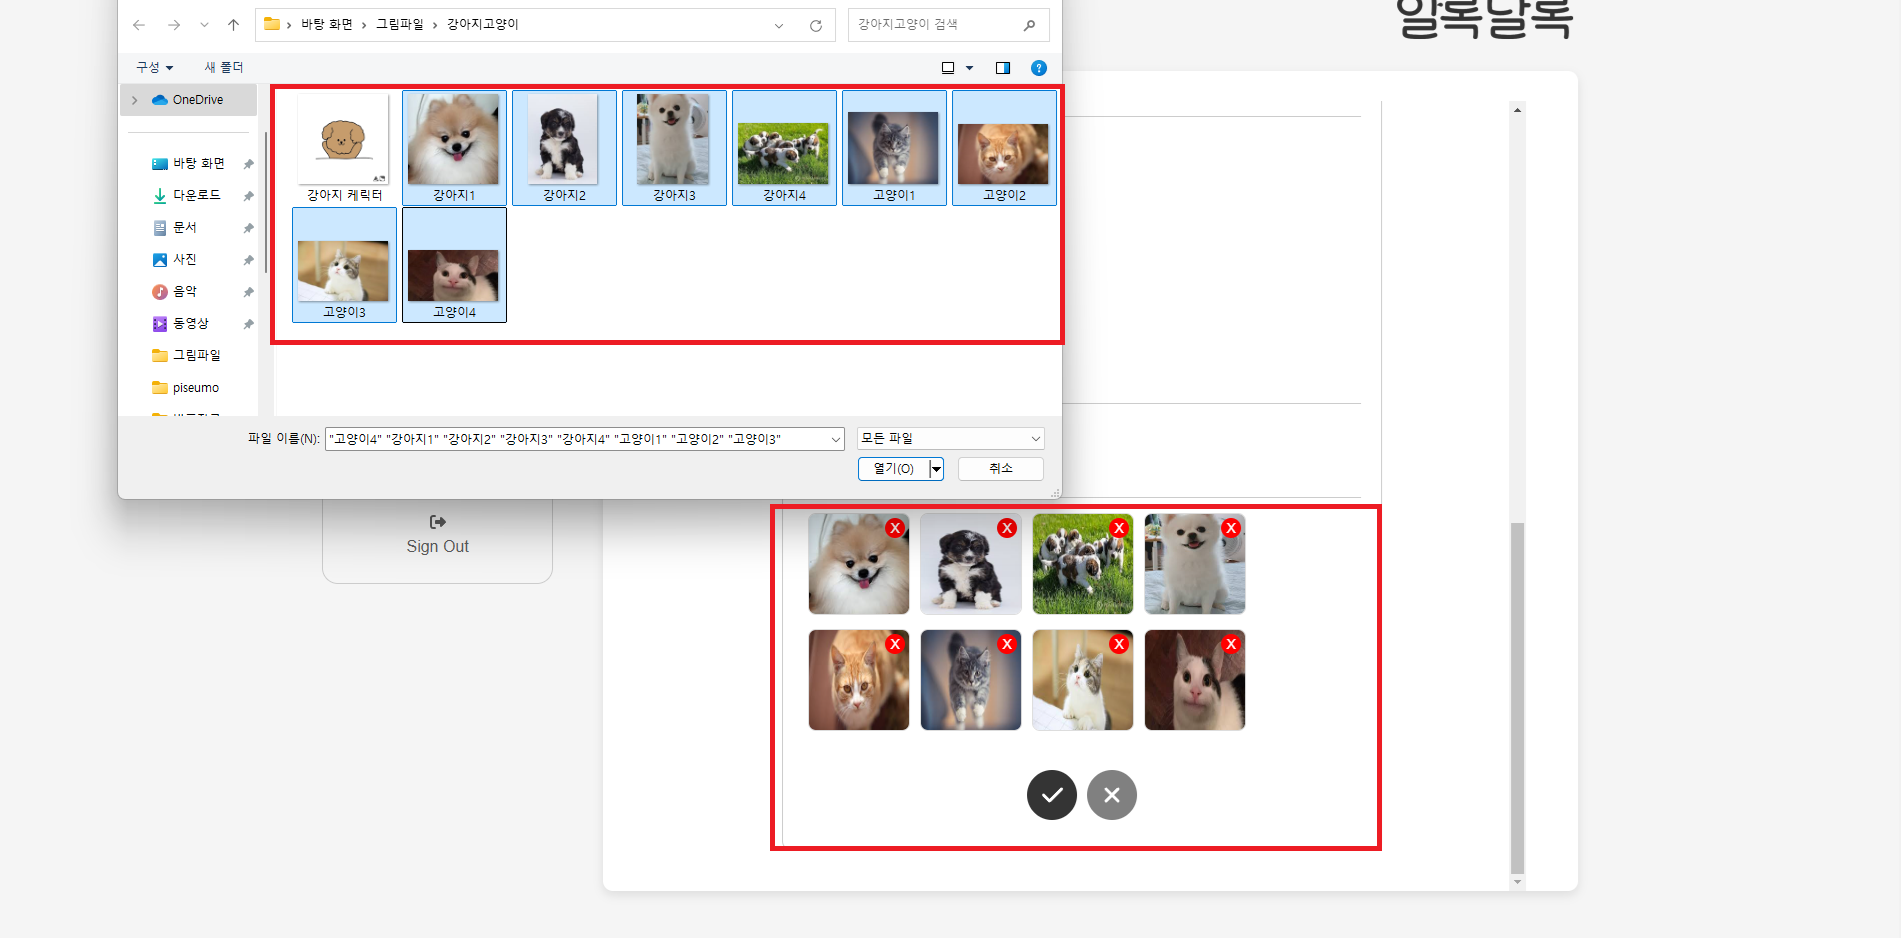 알록달록
바탕 화면 > 그림파일 > 강아지고양이
강아지고양이 검색
구성
새 폴더
OneDrive
바탕 화면
다운로드
문서
사진
음악
동영상
그림파일
piseumo
강아지 케릭터
강아지1
강아지2
강아지3
강아지4
고양이1
고양이2
고양이3
고양이4
파일 이름(N):
"고양이4" "강아지1" "강아지2" "강아지3" "강아지4" "고양이1" "고양이2" "고양이3"
모든 파일
열기(O)
취소
Sign Out
X X X X
X X X X